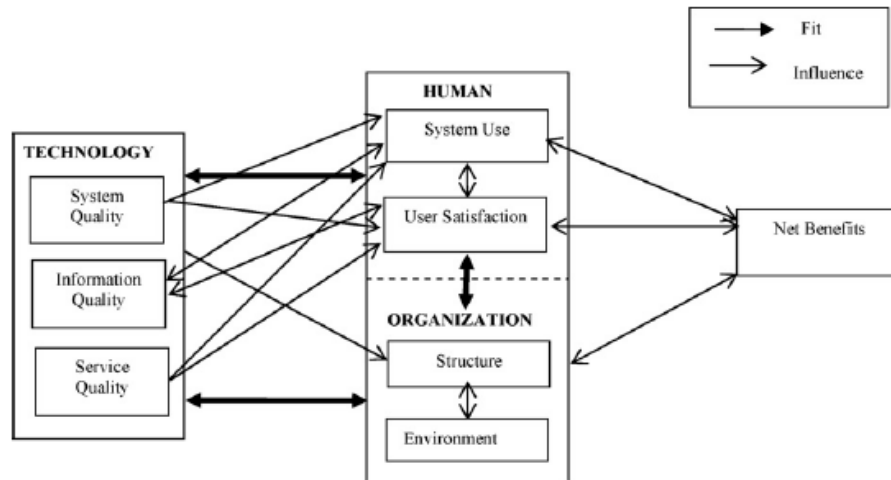 Fit
Influence
HUMAN
System Use
TECHNOLOGY
System
Quality
User Satisfaction
Net Benefits
Information
Quality
ORGANIZATION
Structure
Service
Quality
Environment